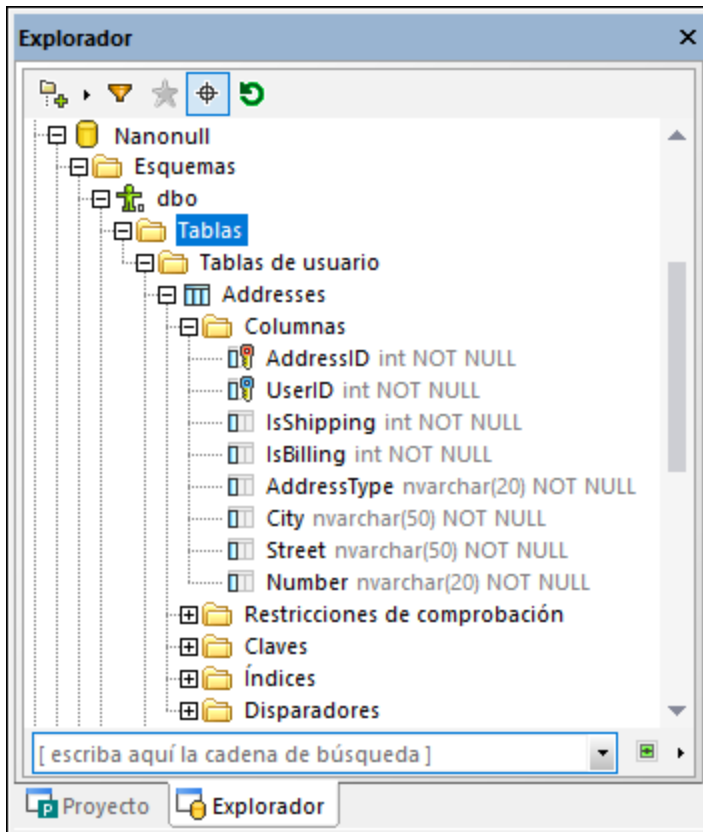 Explorador
Nanonull
Esquemas
dbo
Tablas
Tablas de usuario
Addresses
Columnas
AddressID int NOT NULL
UserID int NOT NULL
IsShipping int NOT NULL
IsBilling int NOT NULL
AddressType nvarchar(20) NOT NULL
City nvarchar(50) NOT NULL
Street nvarchar(50) NOT NULL
Number nvarchar(20) NOT NULL
Restricciones de comprobación
Claves
Índices
Disparadores
[ escriba aquí la cadena de búsqueda ]
Proyecto Explorador